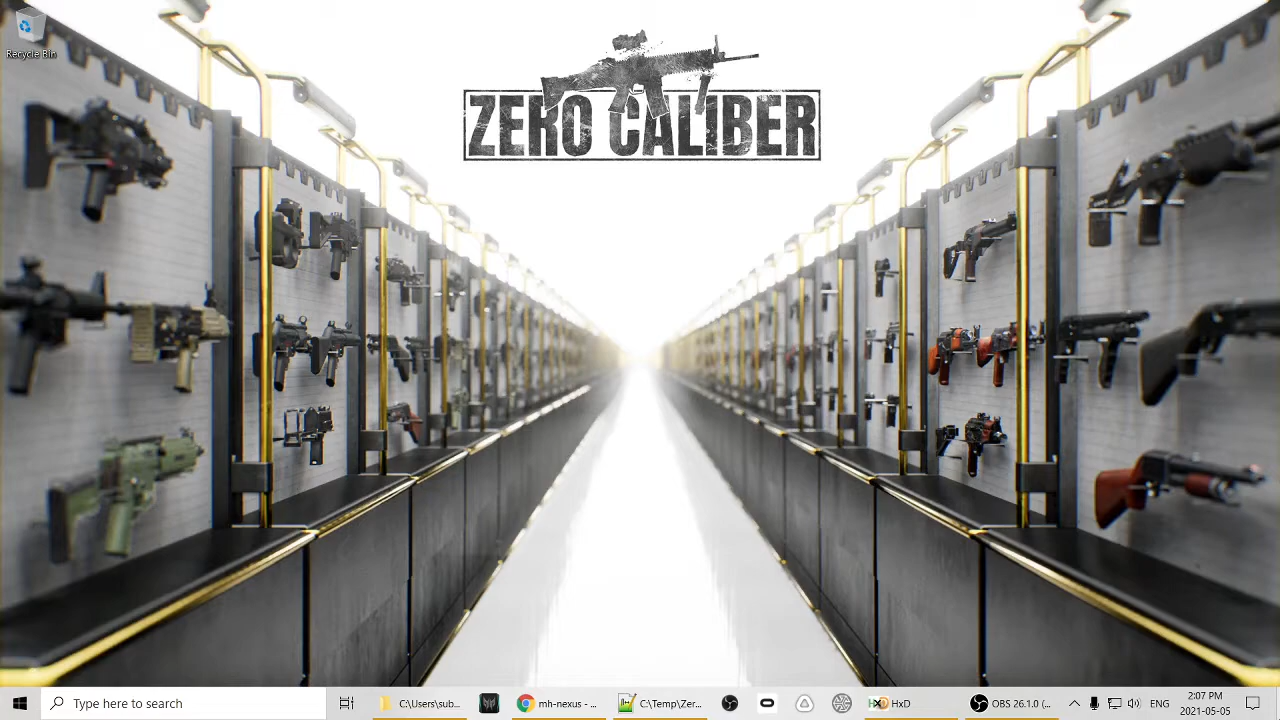 Recycle Bin
ZERO CALIBER
Type here to search
C:\Users\sub...
mh-nexus - ...
C:\Temp\Zer...
HxD
OBS 26.1.0 (...
ENG
2:07 PM
2021-05-05